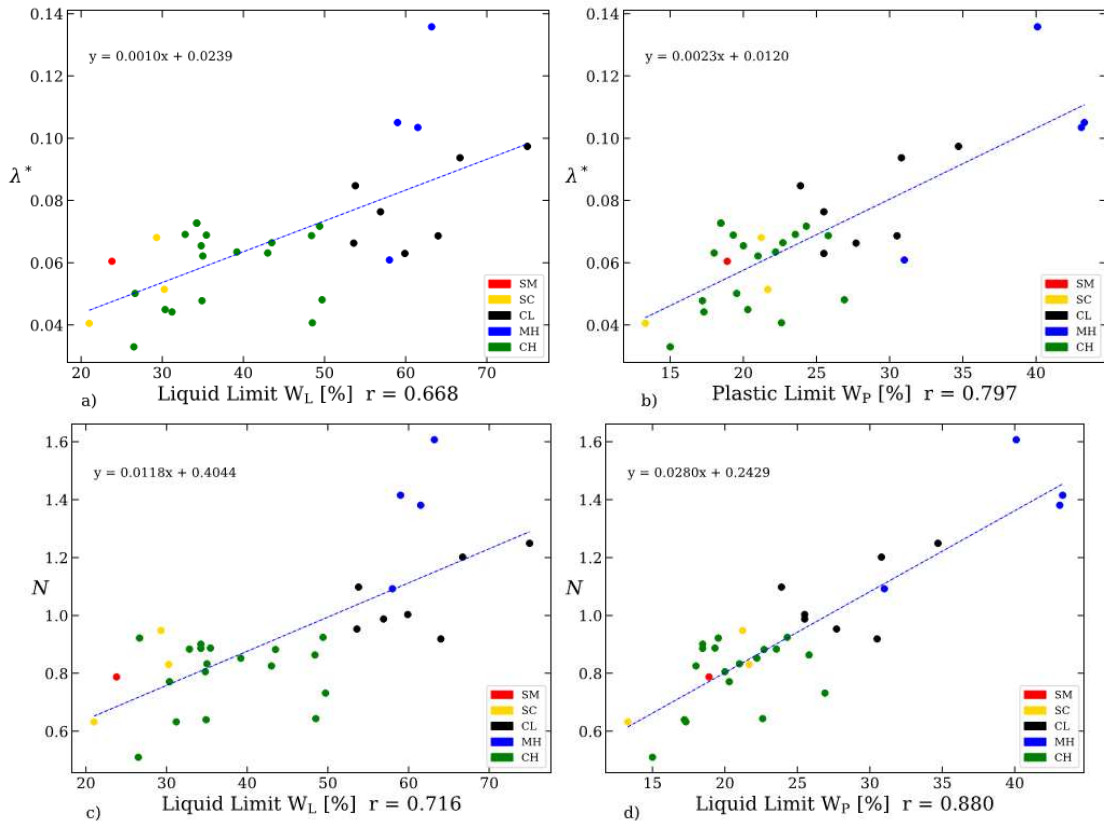 0.14
0.12
0.10
0.08
0.06
0.04
λ*
y = 0.0010x + 0.0239
SM
SC
CL
MH
CH
20 30 40 50 60 70
a) Liquid Limit W_L [%] r = 0.668
0.14
0.12
0.10
0.08
0.06
0.04
λ*
y = 0.0023x + 0.0120
SM
SC
CL
MH
CH
15 20 25 30 35 40
b) Plastic Limit W_P [%] r = 0.797
1.6
1.4
1.2
1.0
0.8
0.6
N
y = 0.0118x + 0.4044
SM
SC
CL
MH
CH
20 30 40 50 60 70
c) Liquid Limit W_L [%] r = 0.716
1.6
1.4
1.2
1.0
0.8
0.6
N
y = 0.0280x + 0.2429
SM
SC
CL
MH
CH
15 20 25 30 35 40
d) Liquid Limit W_P [%] r = 0.880